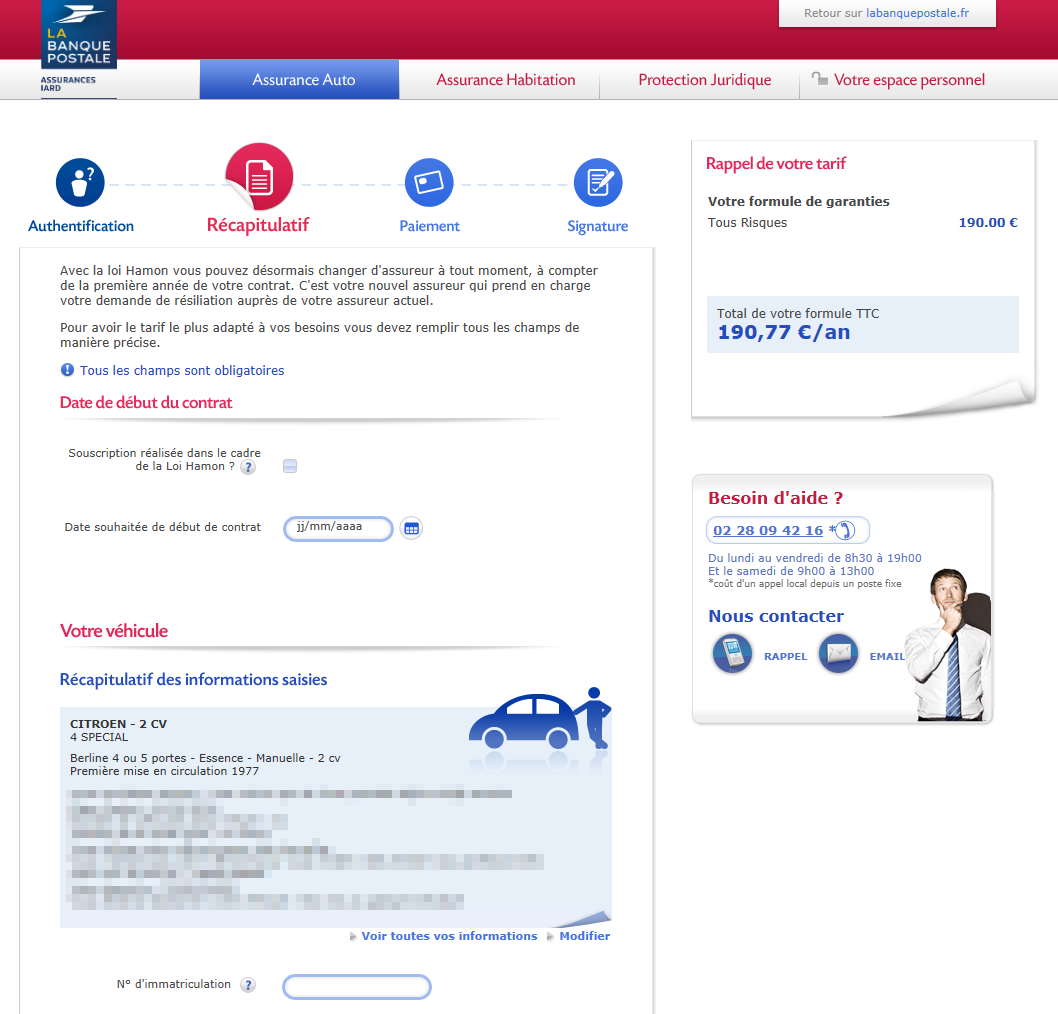 Retour sur labanquepostale.fr
LA
BANQUE
POSTALE
ASSURANCES
IARD
Assurance Auto
Assurance Habitation
Protection Juridique
Votre espace personnel
Authentification
Récapitulatif
Paiement
Signature
Avec la loi Hamon vous pouvez désormais changer d'assureur à tout moment, à compter
de la première année de votre contrat. C'est votre nouvel assureur qui prend en charge
votre demande de résiliation auprès de votre assureur actuel.
Pour avoir le tarif le plus adapté à vos besoins vous devez remplir tous les champs de
manière précise.
! Tous les champs sont obligatoires
Date de début du contrat
Souscription réalisée dans le cadre
de la Loi Hamon ? ?
Date souhaitée de début de contrat jj/mm/aaaa
Votre véhicule
Récapitulatif des informations saisies
CITROEN - 2 CV
4 SPECIAL
Berline 4 ou 5 portes - Essence - Manuelle - 2 cv
Première mise en circulation 1977
Voir toutes vos informations Modifier
N° d'immatriculation ?
Rappel de votre tarif
Votre formule de garanties
Tous Risques 190.00 €
Total de votre formule TTC
190,77 €/an
Besoin d'aide ?
02 28 09 42 16 *
Du lundi au vendredi de 8h30 à 19h00
Et le samedi de 9h00 à 13h00
*coût d'un appel local depuis un poste fixe
Nous contacter
RAPPEL EMAIL